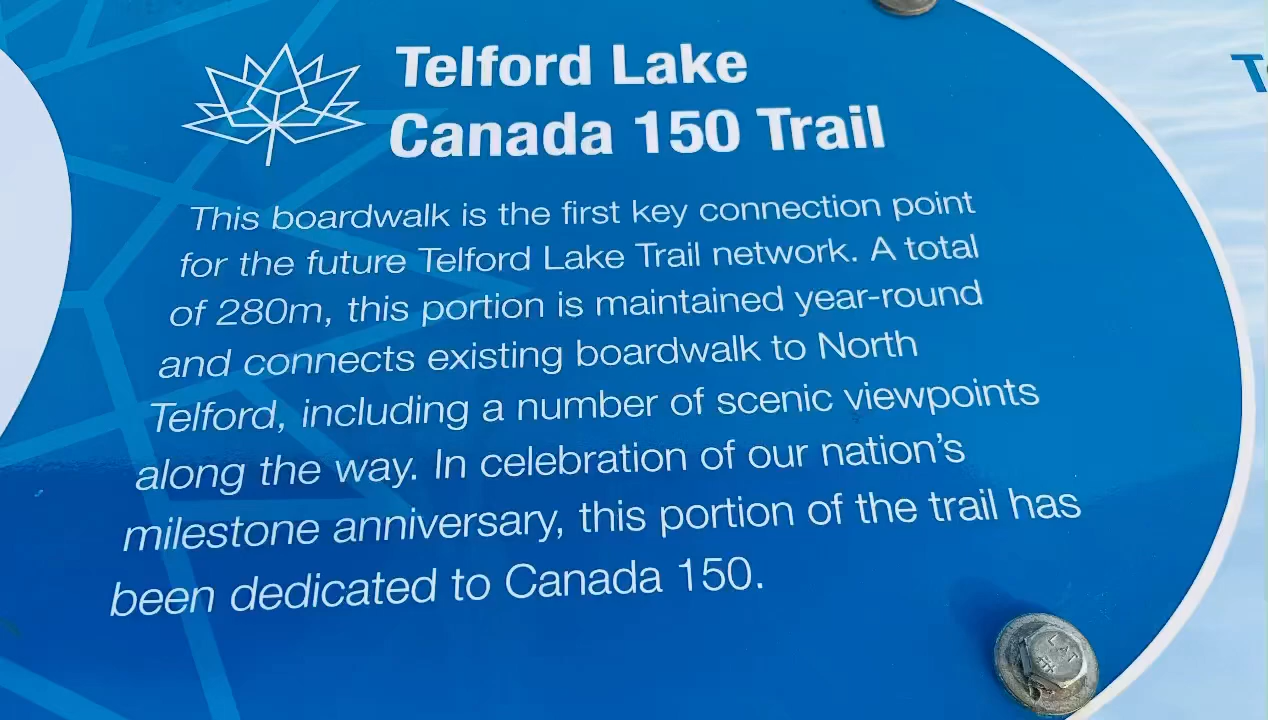 Telford Lake
Canada 150 Trail
This boardwalk is the first key connection point
for the future Telford Lake Trail network. A total
of 280m, this portion is maintained year-round
and connects existing boardwalk to North
Telford, including a number of scenic viewpoints
along the way. In celebration of our nation's
milestone anniversary, this portion of the trail has
been dedicated to Canada 150.
LAT